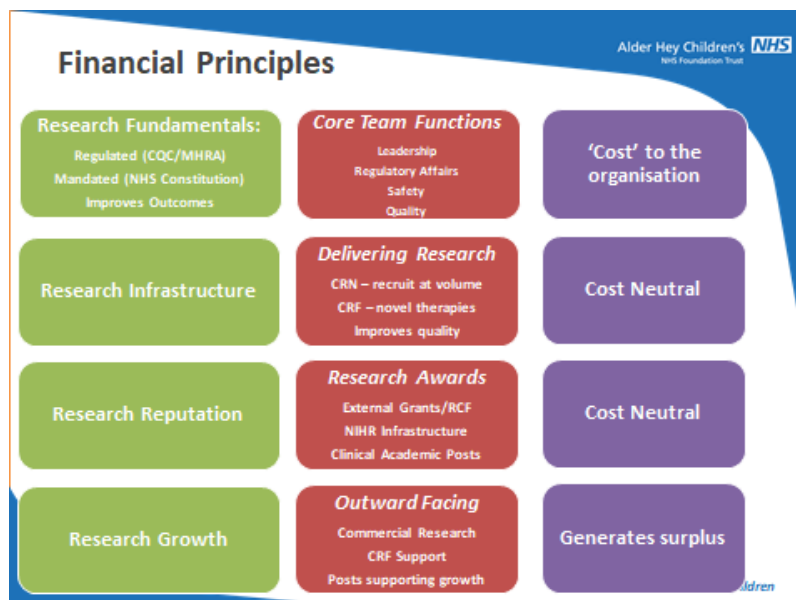 Financial Principles
Alder Hey Children's NHS
NHS Foundation Trust
Research Fundamentals:
Regulated (CQC/MHRA)
Mandated (NHS Constitution)
Improves Outcomes
Core Team Functions
Leadership
Regulatory Affairs
Safety
Quality
'Cost' to the
organisation
Research Infrastructure
Delivering Research
CRN – recruit at volume
CRF – novel therapies
Improves quality
Cost Neutral
Research Reputation
Research Awards
External Grants/RCF
NIHR Infrastructure
Clinical Academic Posts
Cost Neutral
Research Growth
Outward Facing
Commercial Research
CRF Support
Posts supporting growth
Generates surplus